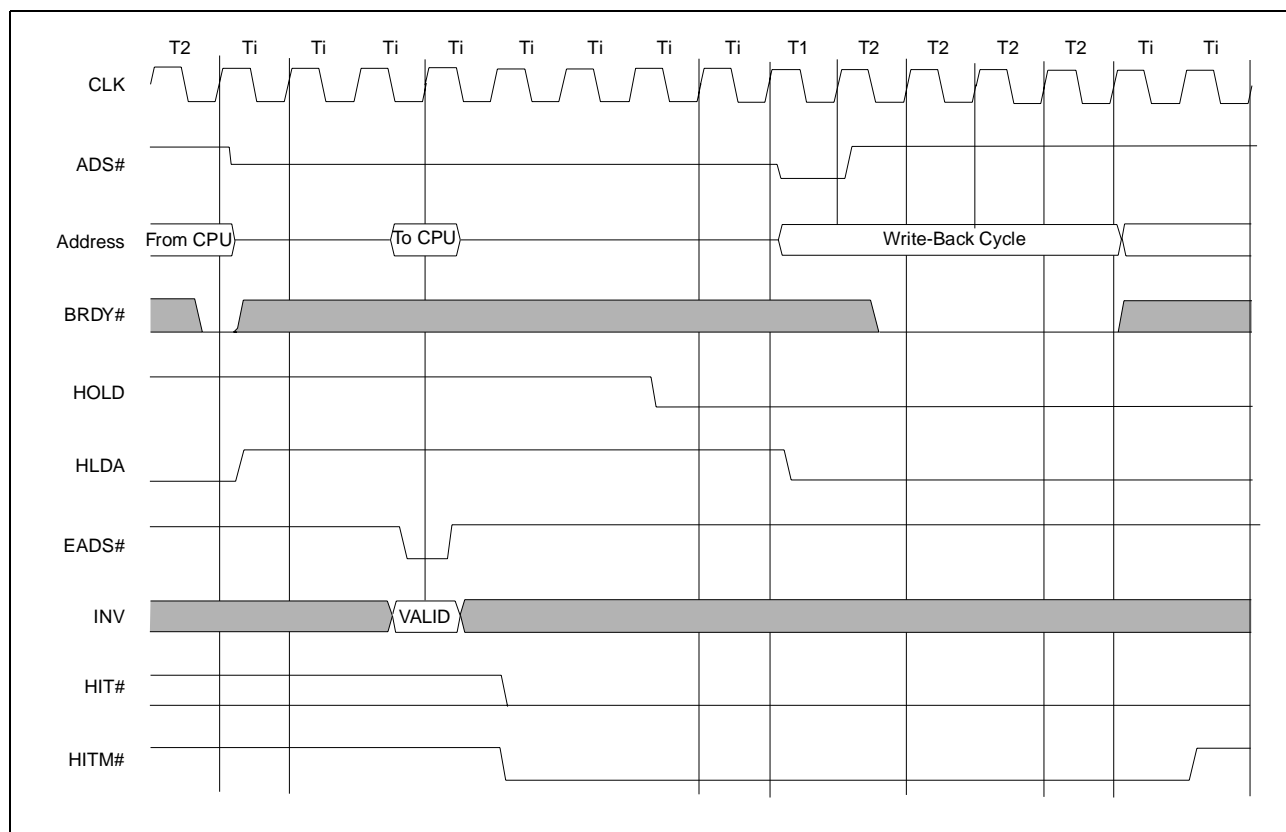 T2 Ti Ti Ti Ti Ti Ti Ti Ti T1 T2 T2 T2 T2 Ti Ti
CLK
ADS#
Address From CPU To CPU Write-Back Cycle
BRDY#
HOLD
HLDA
EADS#
INV VALID
HIT#
HITM#